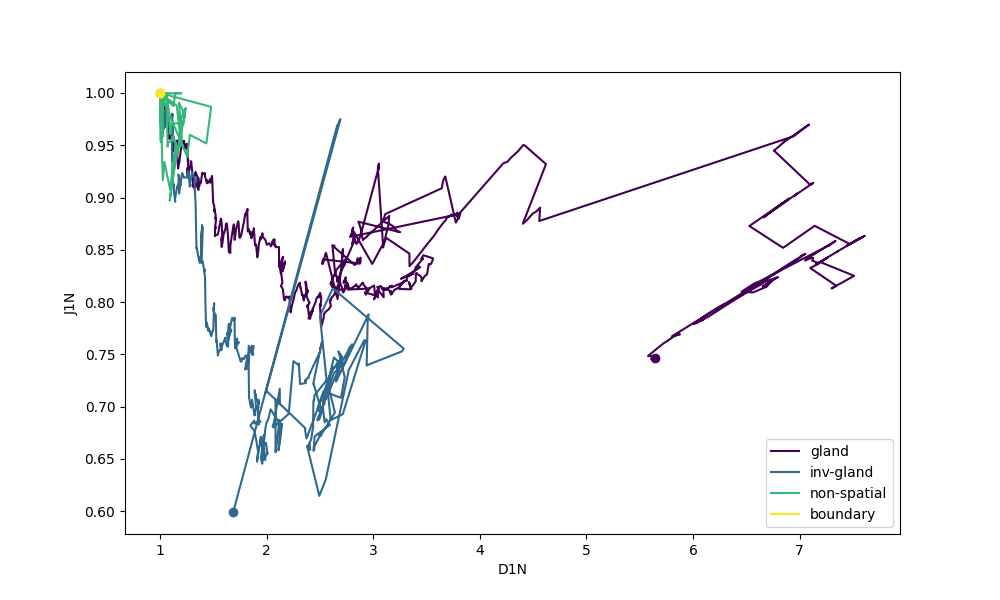 1.00
0.95
0.90
0.85
0.80
0.75
0.70
0.65
0.60
J1N
1 2 3 4 5 6 7
D1N
gland
inv-gland
non-spatial
boundary